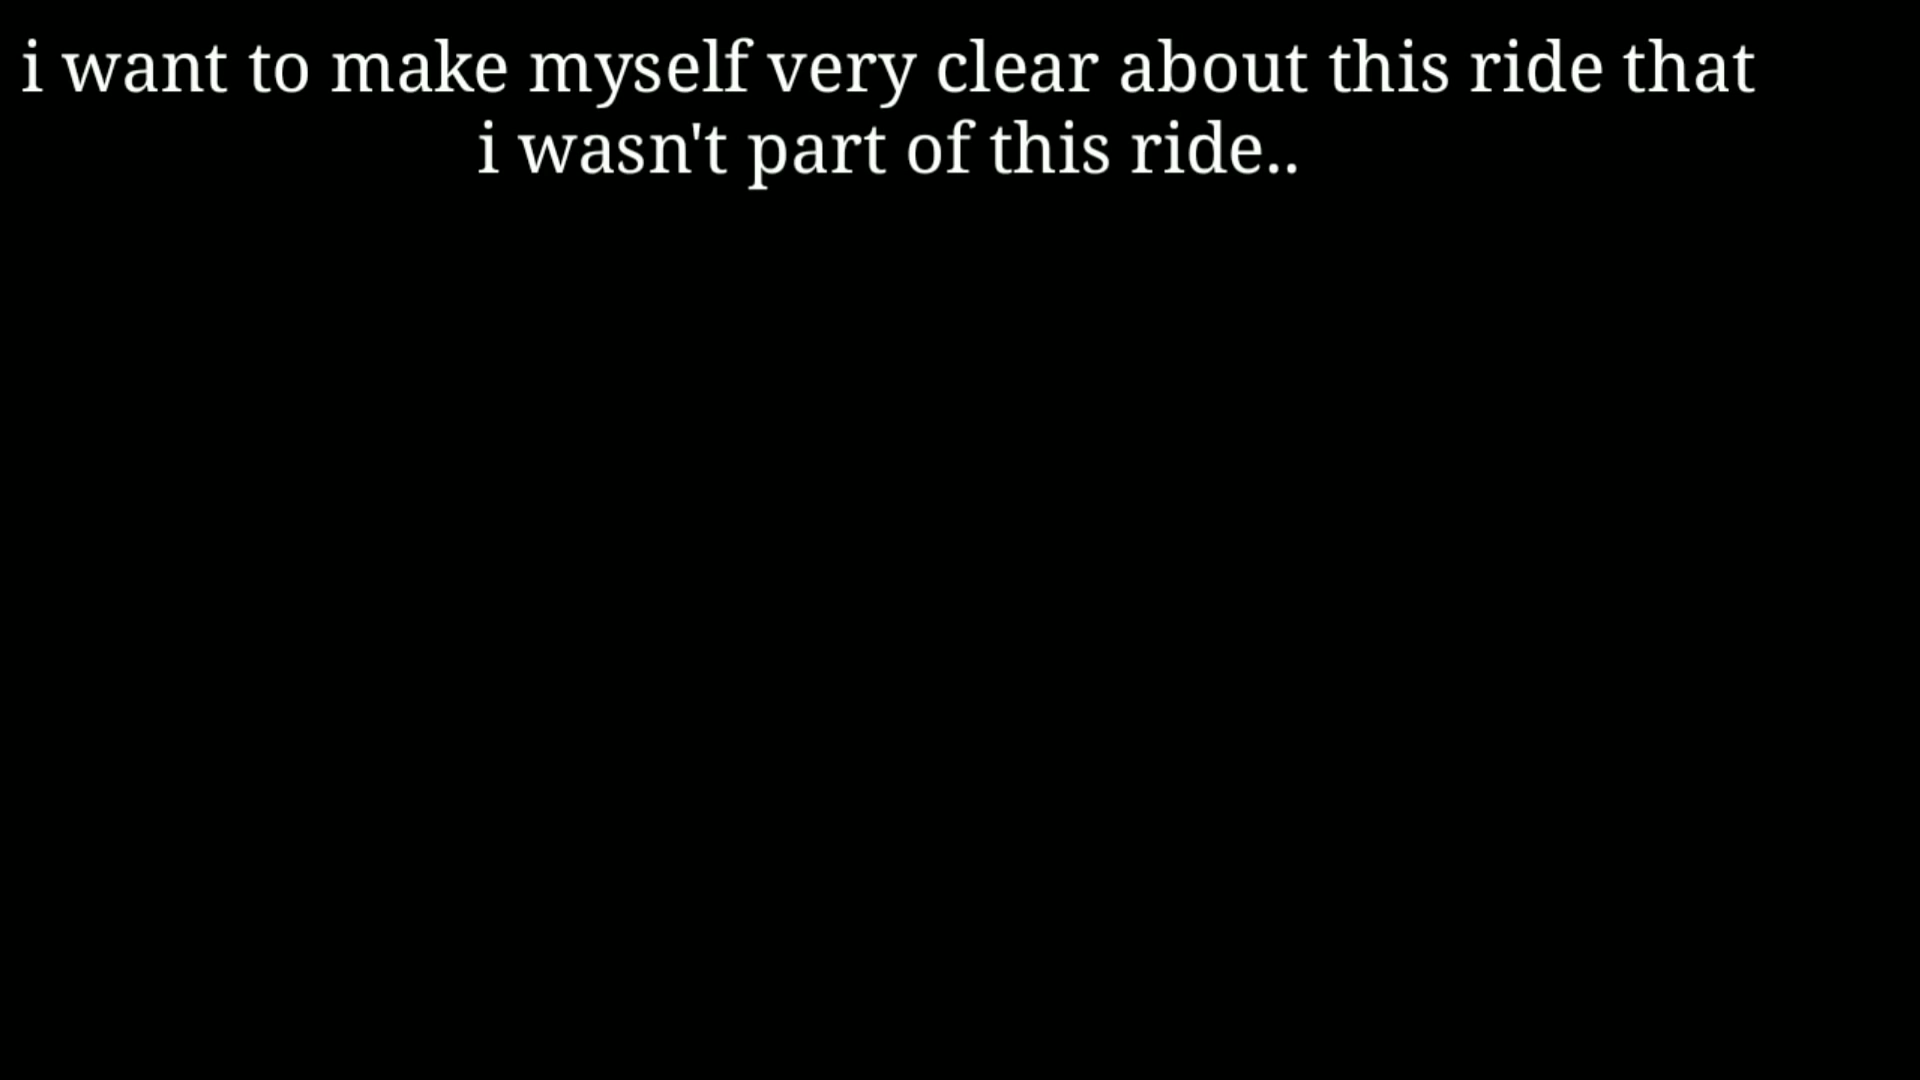 i want to make myself very clear about this ride that
i wasn't part of this ride..